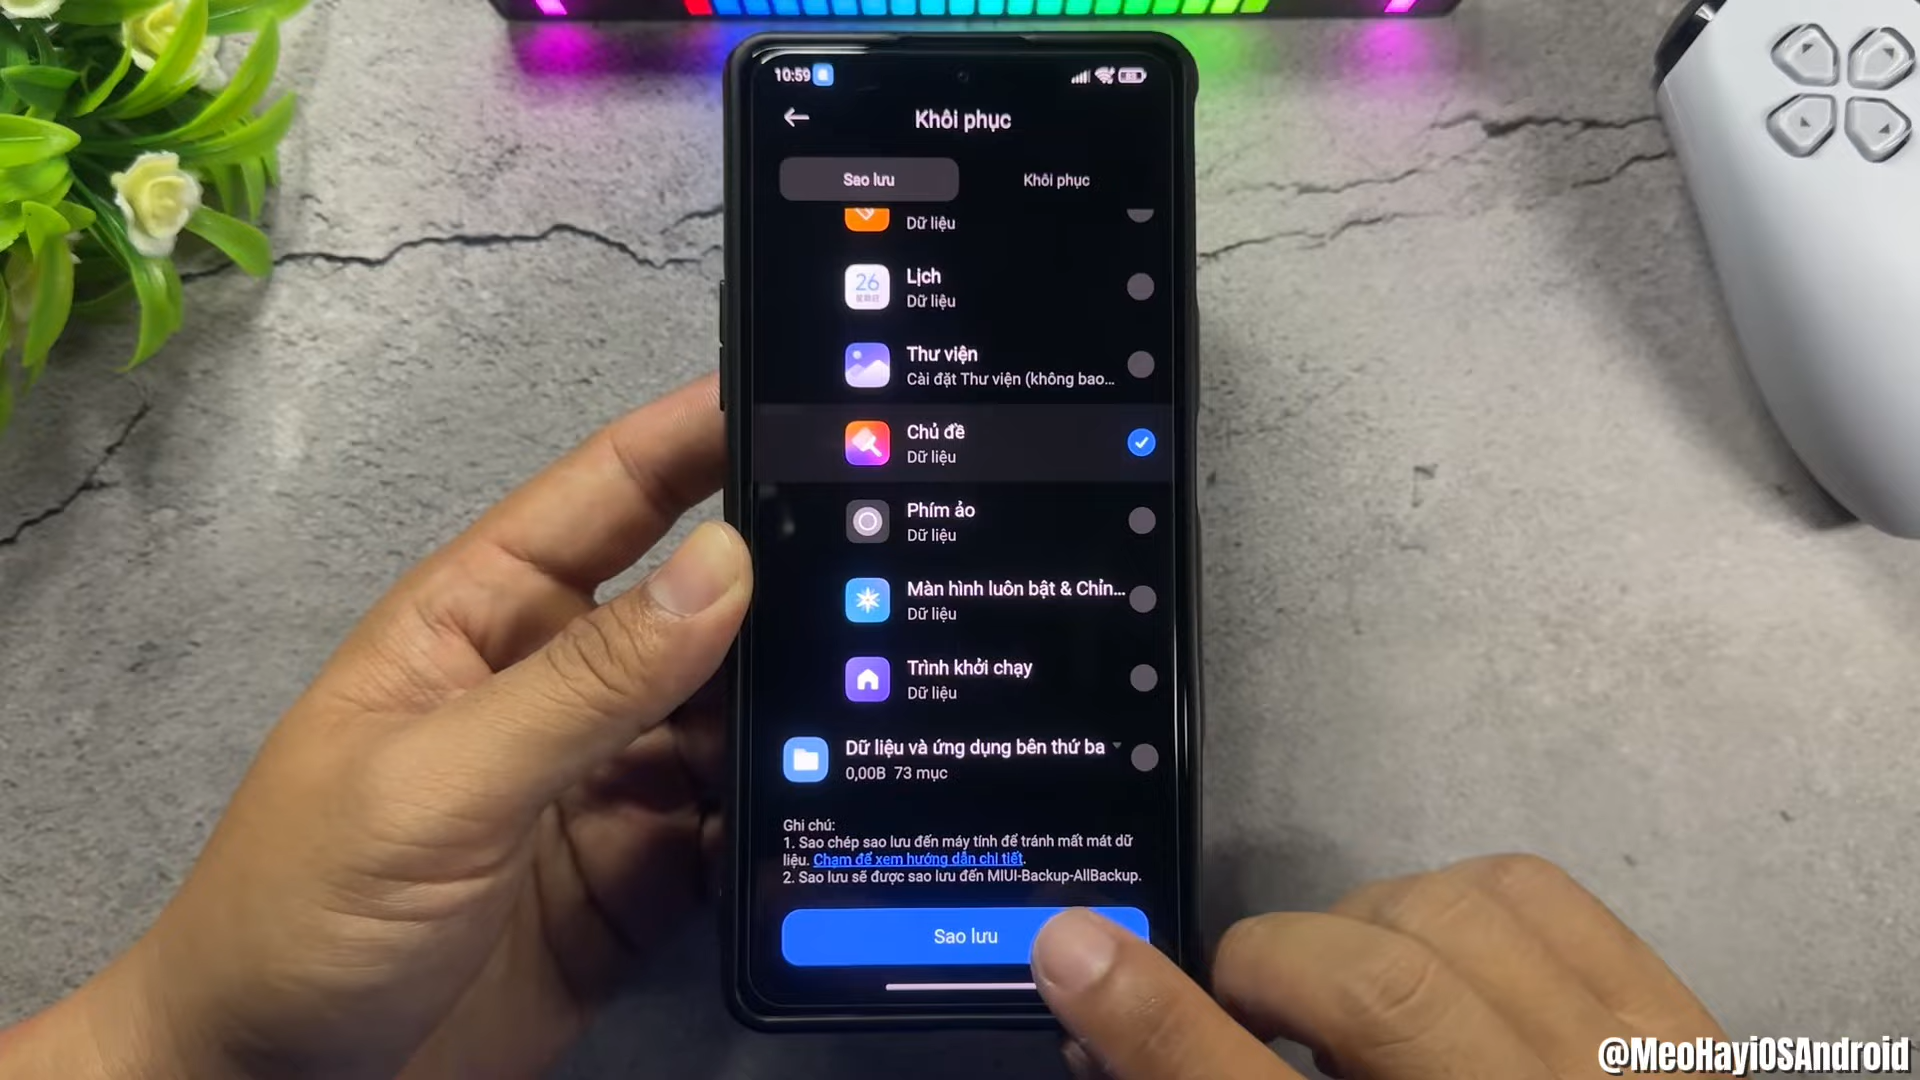 10:59
Khôi phục
Sao lưu
Khôi phục
Dữ liệu
26
Lịch
Dữ liệu
Thư viện
Cài đặt Thư viện (không bao...
Chủ đề
Dữ liệu
Phím ảo
Dữ liệu
Màn hình luôn bật & Chỉn...
Dữ liệu
Trình khởi chạy
Dữ liệu
Dữ liệu và ứng dụng bên thứ ba
0,00B 73 mục
Ghi chú:
1. Sao chép sao lưu đến máy tính để tránh mất mát dữ
liệu. Chạm để xem hướng dẫn chi tiết.
2. Sao lưu sẽ được sao lưu đến MIUI-Backup-AllBackup.
Sao lưu
@MeoHayiOSAndroid